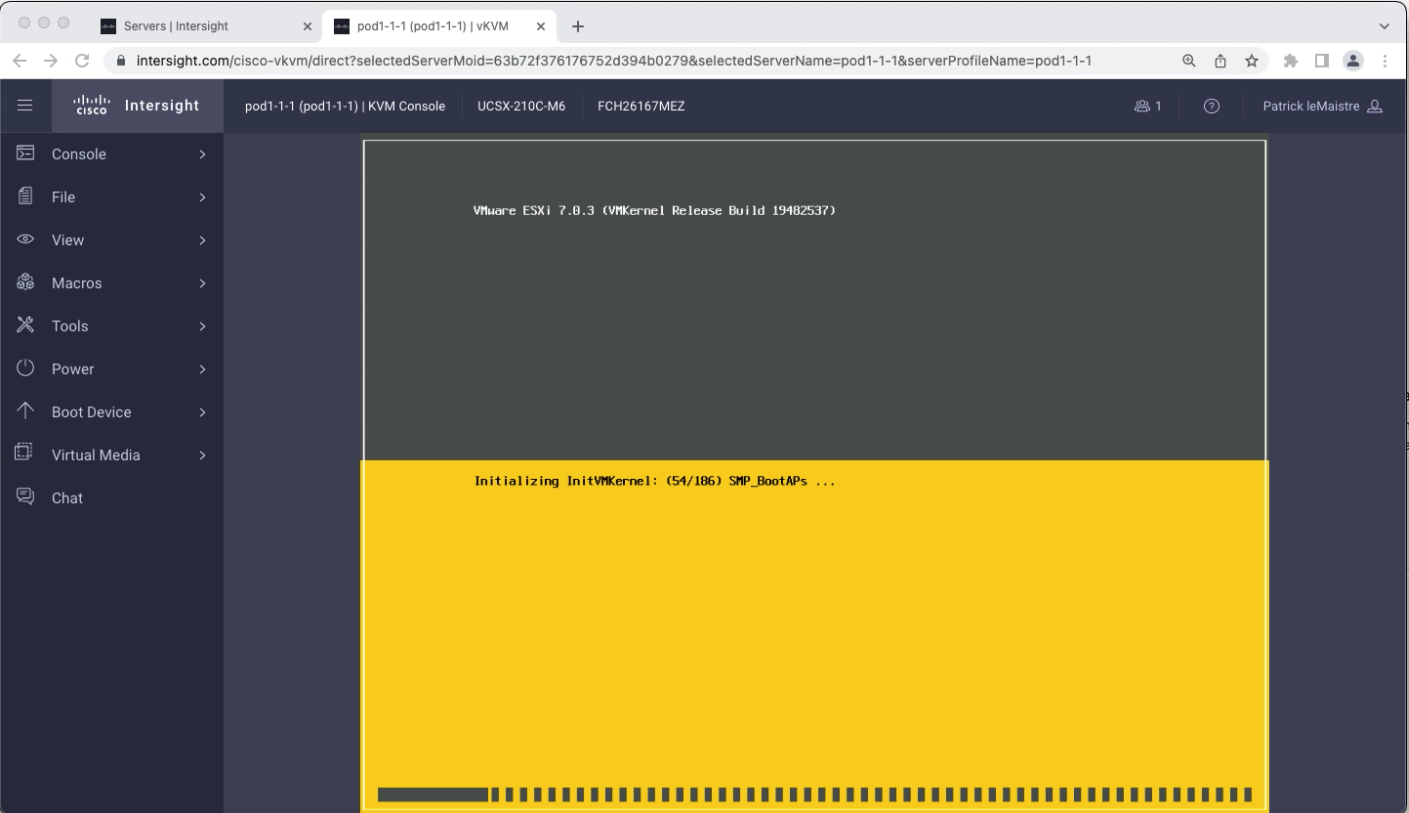 Servers | Intersight
pod1-1-1 (pod1-1-1) | vKVM
intersight.com/cisco-vkvm/direct?selectedServerMoid=63b72f376176752d394b0279&selectedServerName=pod1-1-1&serverProfileName=pod1-1-1
cisco Intersight
pod1-1-1 (pod1-1-1) | KVM Console
UCSX-210C-M6
FCH26167MEZ
1
Patrick leMaistre
Console
File
View
Macros
Tools
Power
Boot Device
Virtual Media
Chat
VMware ESXi 7.0.3 (VMKernel Release Build 19482537)
Initializing InitVMKernel: (54/186) SMP_BootAPs ...